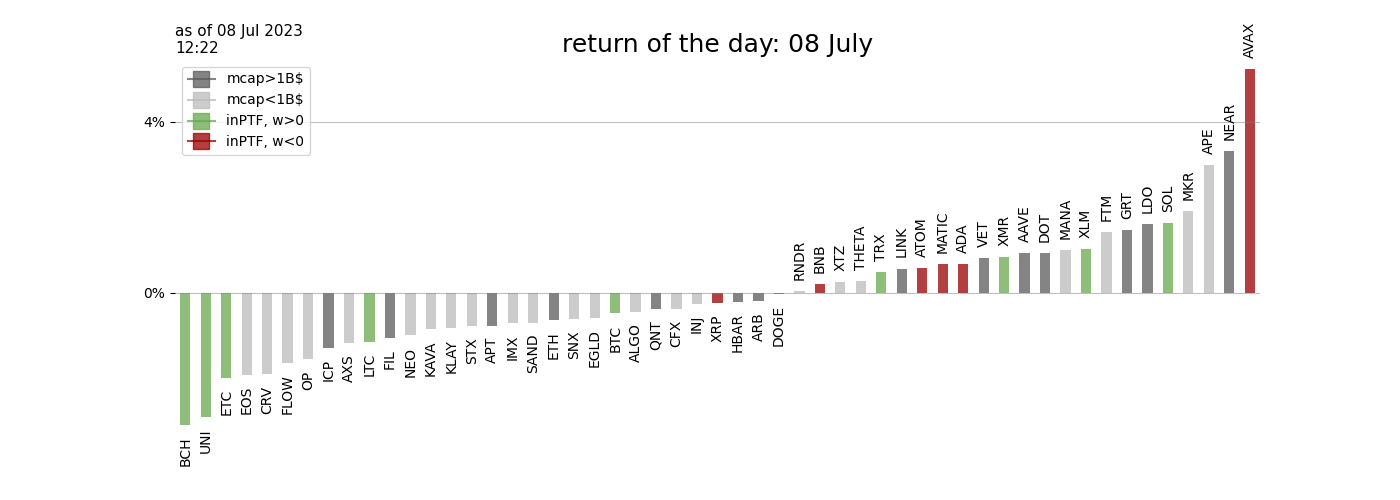 as of 08 Jul 2023
12:22
return of the day: 08 July
mcap>1B$
mcap<1B$
inPTF, w>0
inPTF, w<0
4%
0%
BCH
UNI
ETC
EOS
CRV
FLOW
OP
ICP
AXS
LTC
FIL
NEO
KAVA
KLAY
STX
APT
IMX
SAND
ETH
SNX
EGLD
BTC
ALGO
QNT
CFX
INJ
XRP
HBAR
ARB
DOGE
RNDR
BNB
XTZ
THETA
TRX
LINK
ATOM
MATIC
ADA
VET
XMR
AAVE
DOT
MANA
XLM
FTM
GRT
LDO
SOL
MKR
APE
NEAR
AVAX